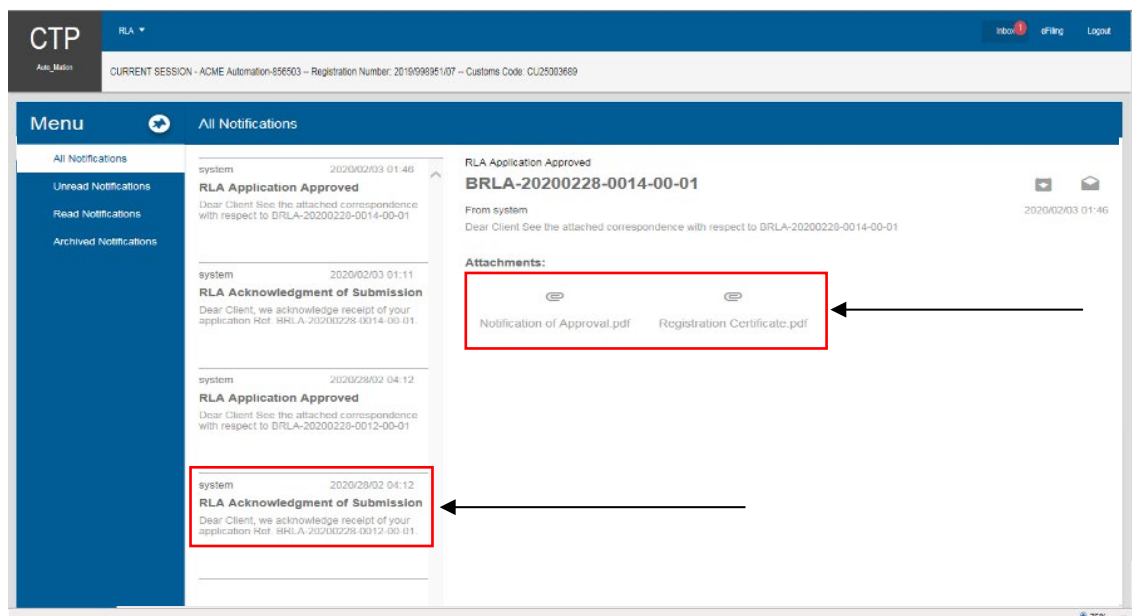 CTP
RLA
Inbox 1
eFiling
Logout
Auto_Mation
CURRENT SESSION - ACME Automation-856503 -- Registration Number: 2019/998951/07 -- Customs Code: CU25003689
Menu
All Notifications
All Notifications
Unread Notifications
Read Notifications
Archived Notifications
system 2020/02/03 01:46
RLA Application Approved
Dear Client See the attached correspondence
with respect to BRLA-20200228-0014-00-01
system 2020/02/03 01:11
RLA Acknowledgment of Submission
Dear Client, we acknowledge receipt of your
application Ref. BRLA-20200228-0014-00-01.
system 2020/28/02 04:12
RLA Application Approved
Dear Client See the attached correspondence
with respect to BRLA-20200228-0012-00-01
system 2020/28/02 04:12
RLA Acknowledgment of Submission
Dear Client, we acknowledge receipt of your
application Ref. BRLA-20200228-0012-00-01.
RLA Application Approved
BRLA-20200228-0014-00-01
From system 2020/02/03 01:46
Dear Client See the attached correspondence with respect to BRLA-20200228-0014-00-01
Attachments:
Notification of Approval.pdf
Registration Certificate.pdf